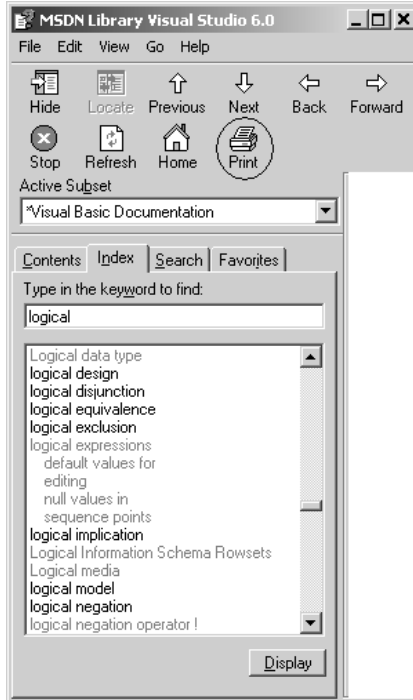 MSDN Library Visual Studio 6.0
File Edit View Go Help
Hide Locate Previous Next Back Forward
Stop Refresh Home Print
Active Subset
*Visual Basic Documentation
Contents Index Search Favorites
Type in the keyword to find:
logical
Logical data type
logical design
logical disjunction
logical equivalence
logical exclusion
logical expressions
default values for
editing
null values in
sequence points
logical implication
Logical Information Schema Rowsets
Logical media
logical model
logical negation
logical negation operator !
Display